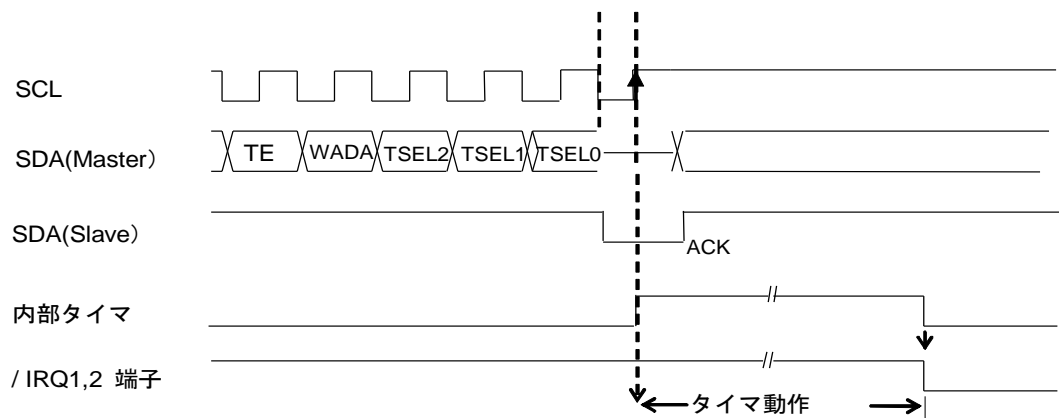 SCL
SDA(Master) TE WADA TSEL2 TSEL1 TSEL0
SDA(Slave) ACK
内部タイマ //
/ IRQ1,2 端子 //
タイマ動作